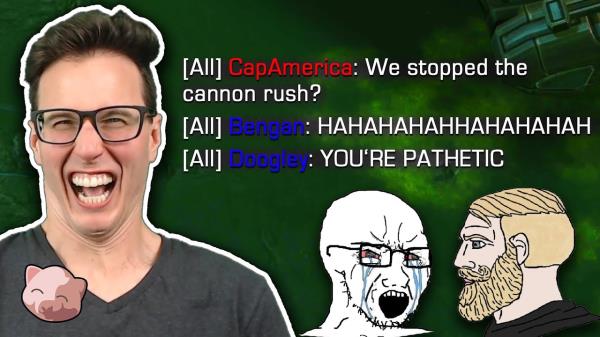 [All] CapAmerica: We stopped the
cannon rush?
[All] Bengan: HAHAHAHAHHAHAHAHAH
[All] Doogley: YOU'RE PATHETIC